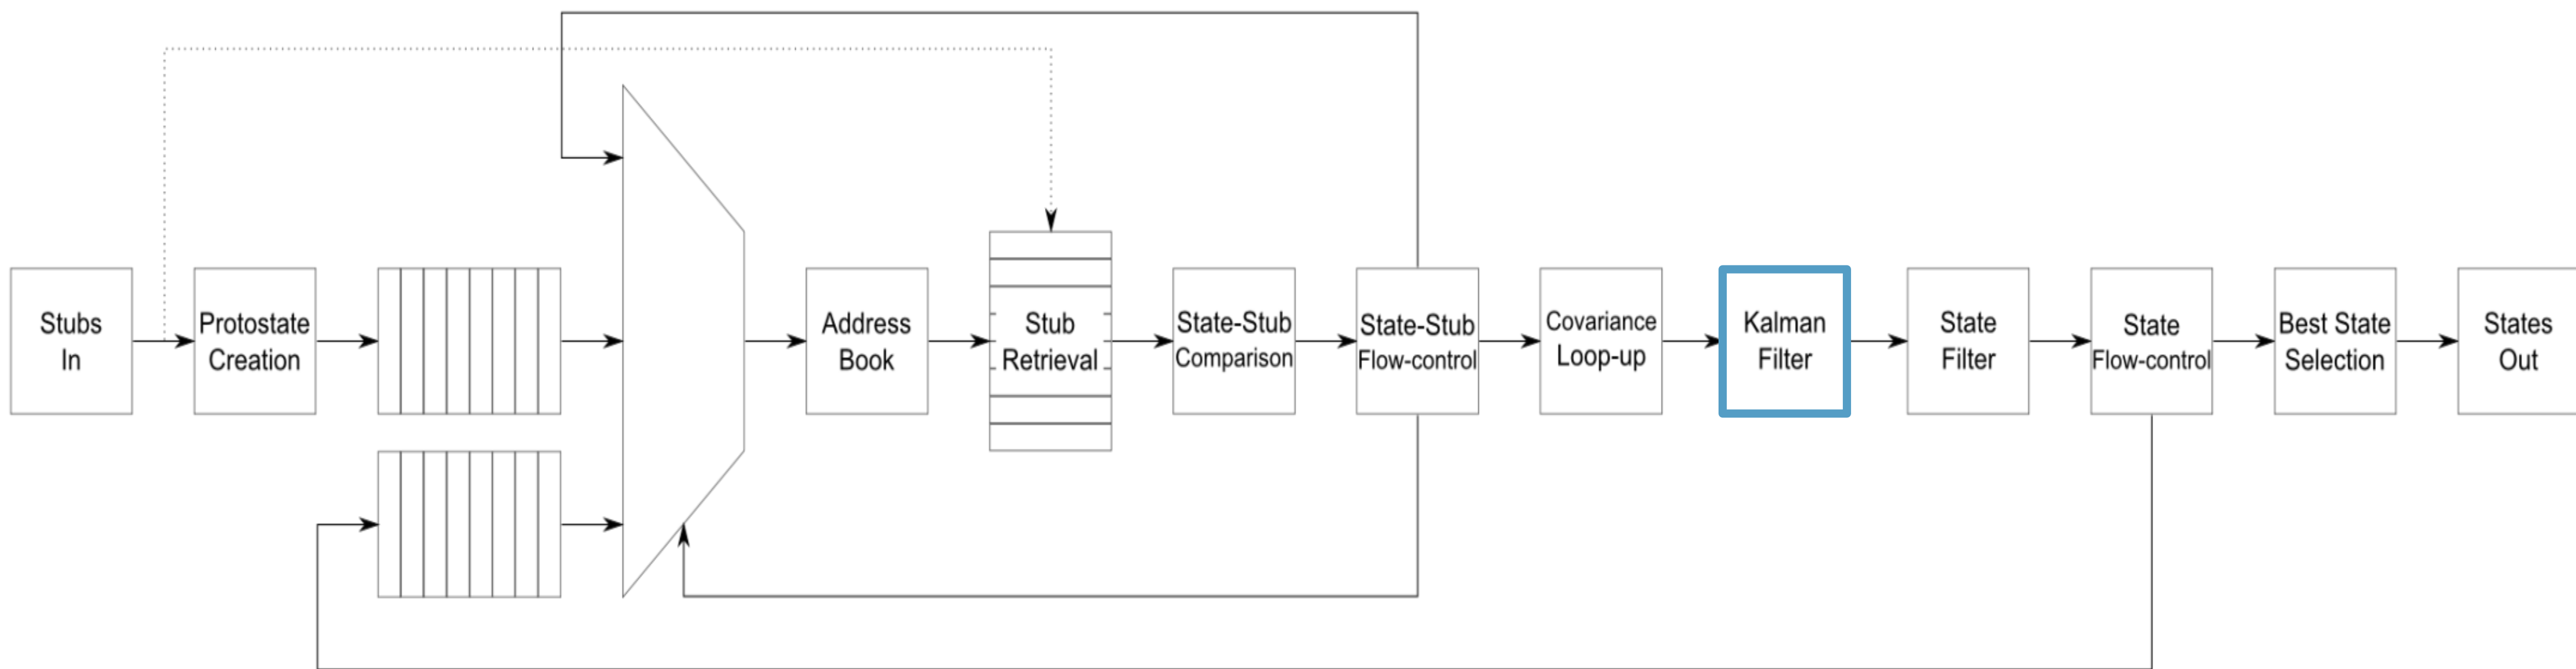 Stubs
In
Protostate
Creation
Address
Book
Stub
Retrieval
State-Stub
Comparison
State-Stub
Flow-control
Covariance
Loop-up
Kalman
Filter
State
Filter
State
Flow-control
Best State
Selection
States
Out